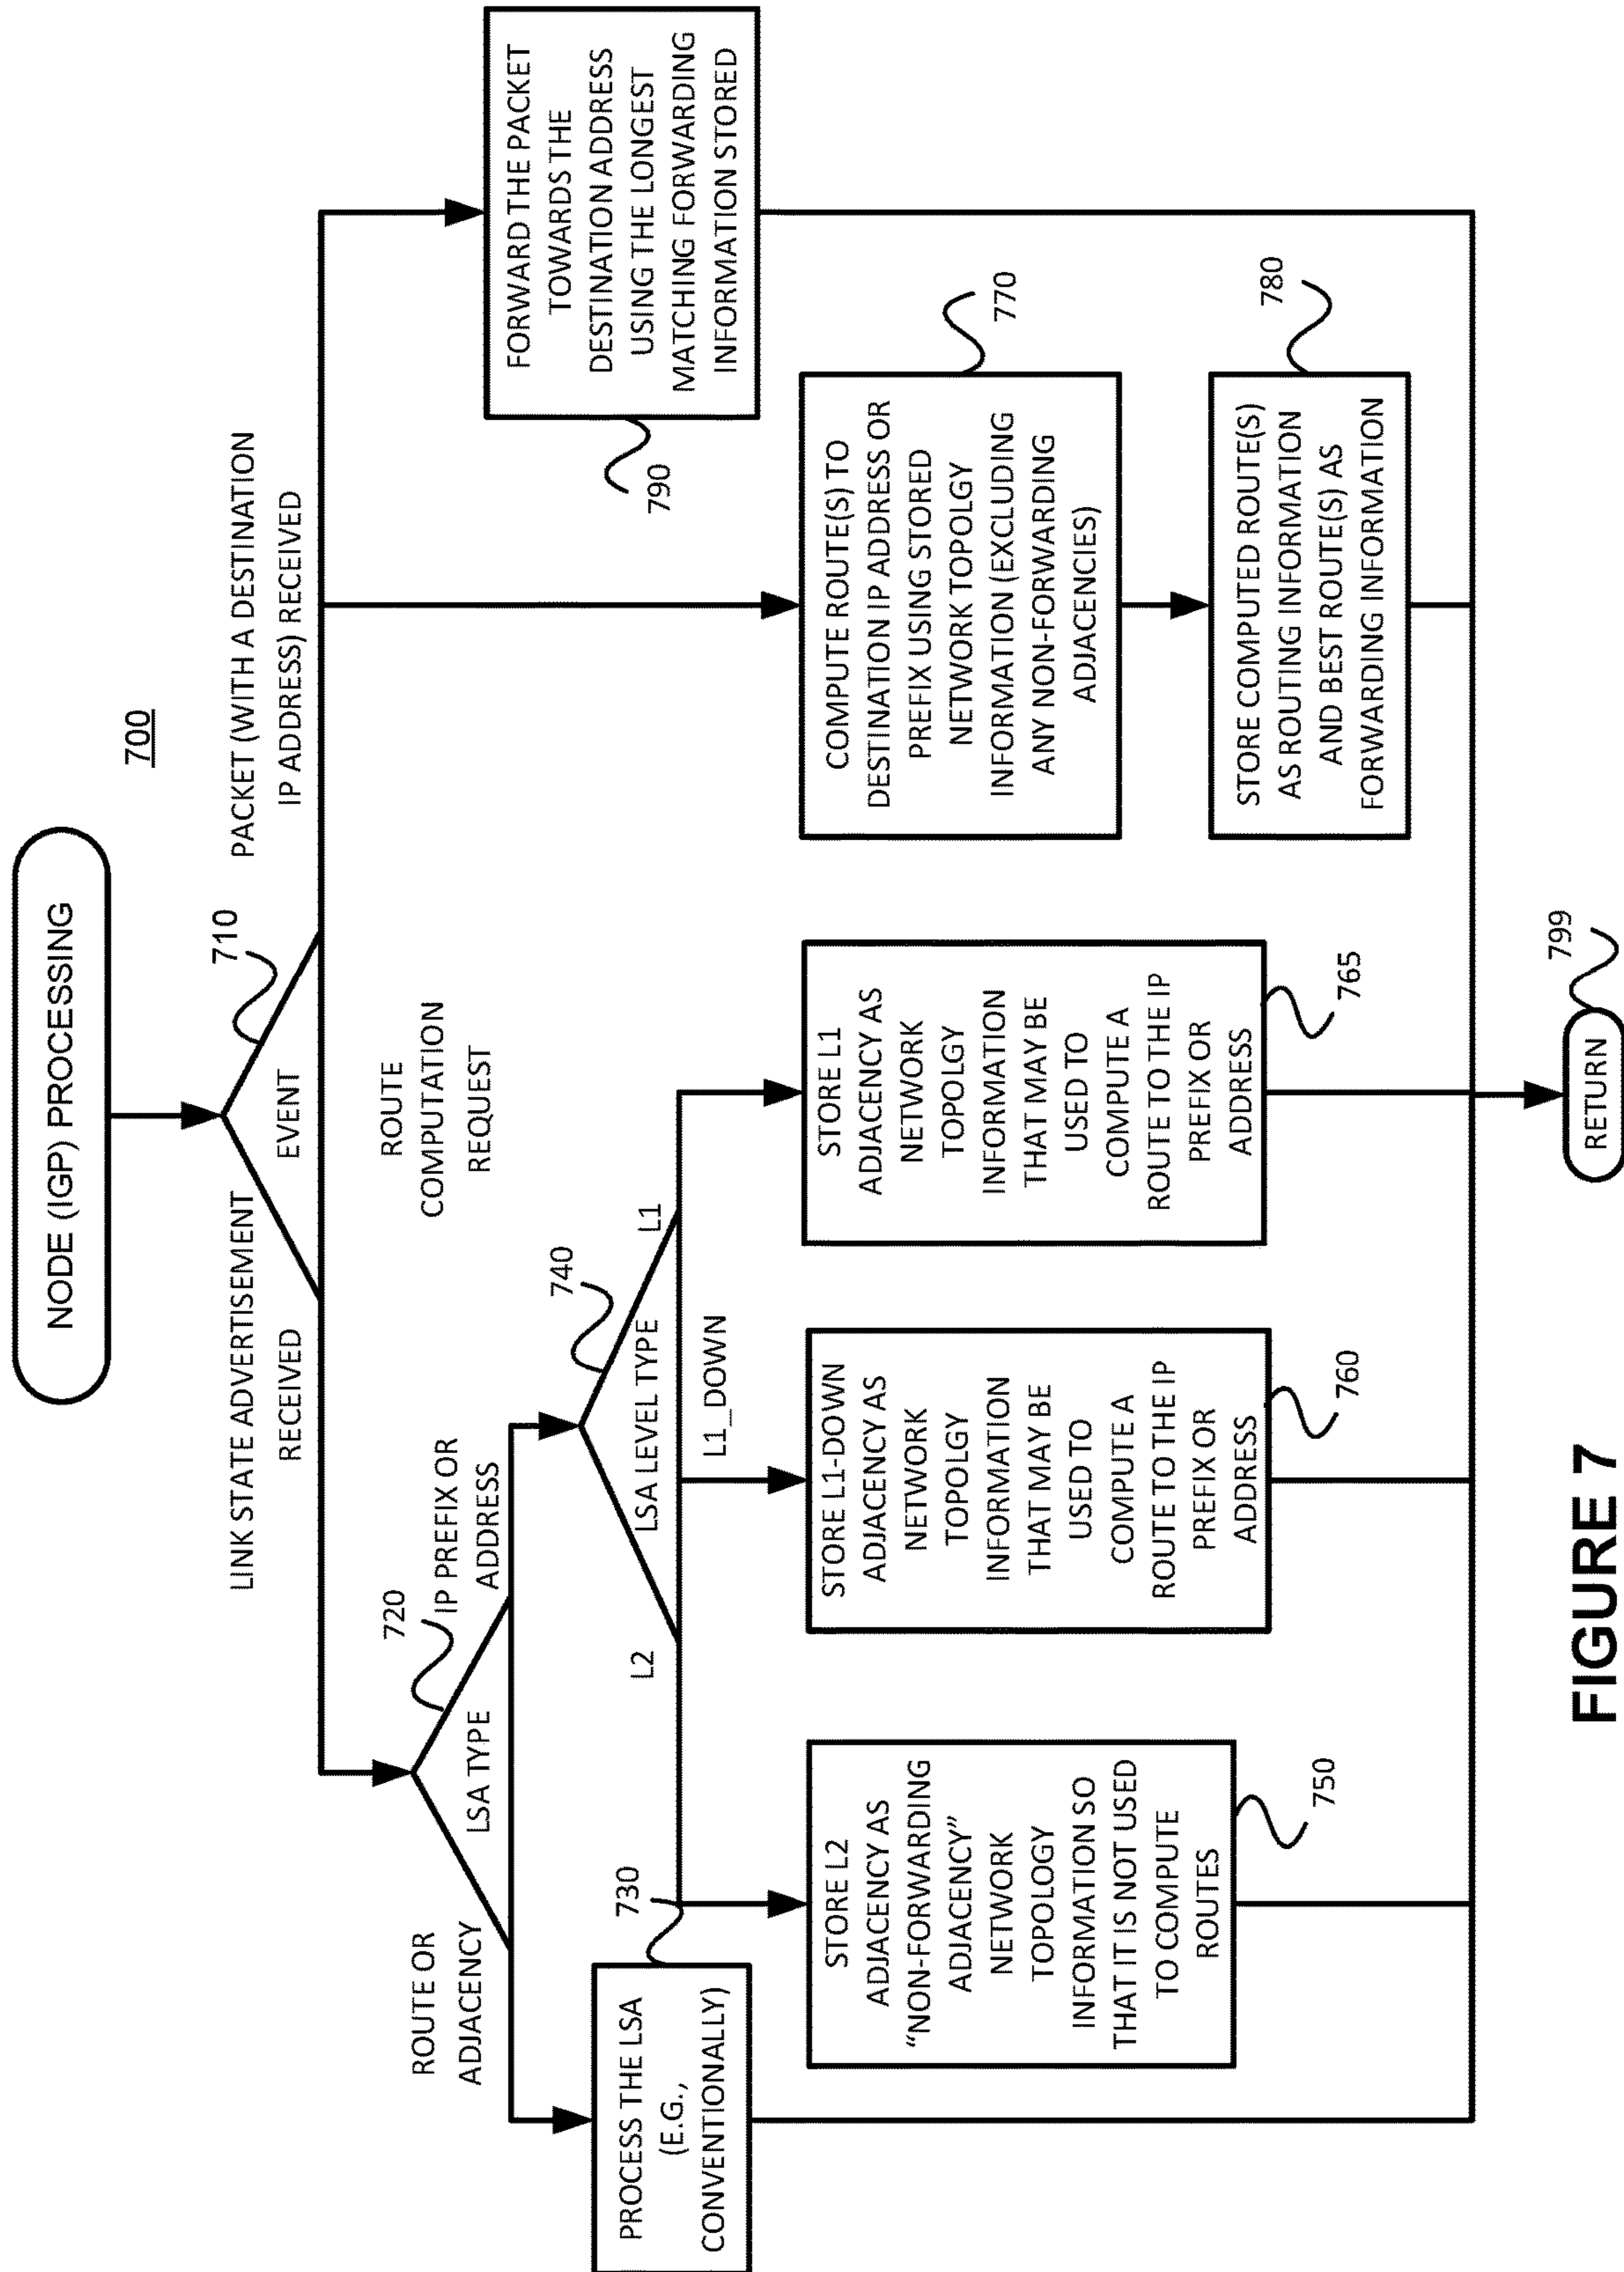 NODE (IGP) PROCESSING
700
710
EVENT
LINK STATE ADVERTISEMENT
RECEIVED
ROUTE
COMPUTATION
REQUEST
PACKET (WITH A DESTINATION
IP ADDRESS) RECEIVED
720
LSA TYPE
ROUTE OR
ADJACENCY
IP PREFIX OR
ADDRESS
730
PROCESS THE LSA
(E.G.,
CONVENTIONALLY)
740
LSA LEVEL TYPE
L2
L1_DOWN
L1
STORE L2
ADJACENCY AS
“NON-FORWARDING
ADJACENCY”
NETWORK
TOPOLOGY
INFORMATION SO
THAT IT IS NOT USED
TO COMPUTE
ROUTES
750
STORE L1-DOWN
ADJACENCY AS
NETWORK
TOPOLGY
INFORMATION
THAT MAY BE
USED TO
COMPUTE A
ROUTE TO THE IP
PREFIX OR
ADDRESS
760
STORE L1
ADJACENCY AS
NETWORK
TOPOLGY
INFORMATION
THAT MAY BE
USED TO
COMPUTE A
ROUTE TO THE IP
PREFIX OR
ADDRESS
765
COMPUTE ROUTE(S) TO
DESTINATION IP ADDRESS OR
PREFIX USING STORED
NETWORK TOPOLGY
INFORMATION (EXCLUDING
ANY NON-FORWARDING
ADJACENCIES)
770
STORE COMPUTED ROUTE(S)
AS ROUTING INFORMATION
AND BEST ROUTE(S) AS
FORWARDING INFORMATION
780
FORWARD THE PACKET
TOWARDS THE
DESTINATION ADDRESS
USING THE LONGEST
MATCHING FORWARDING
INFORMATION STORED
790
RETURN
799
FIGURE 7